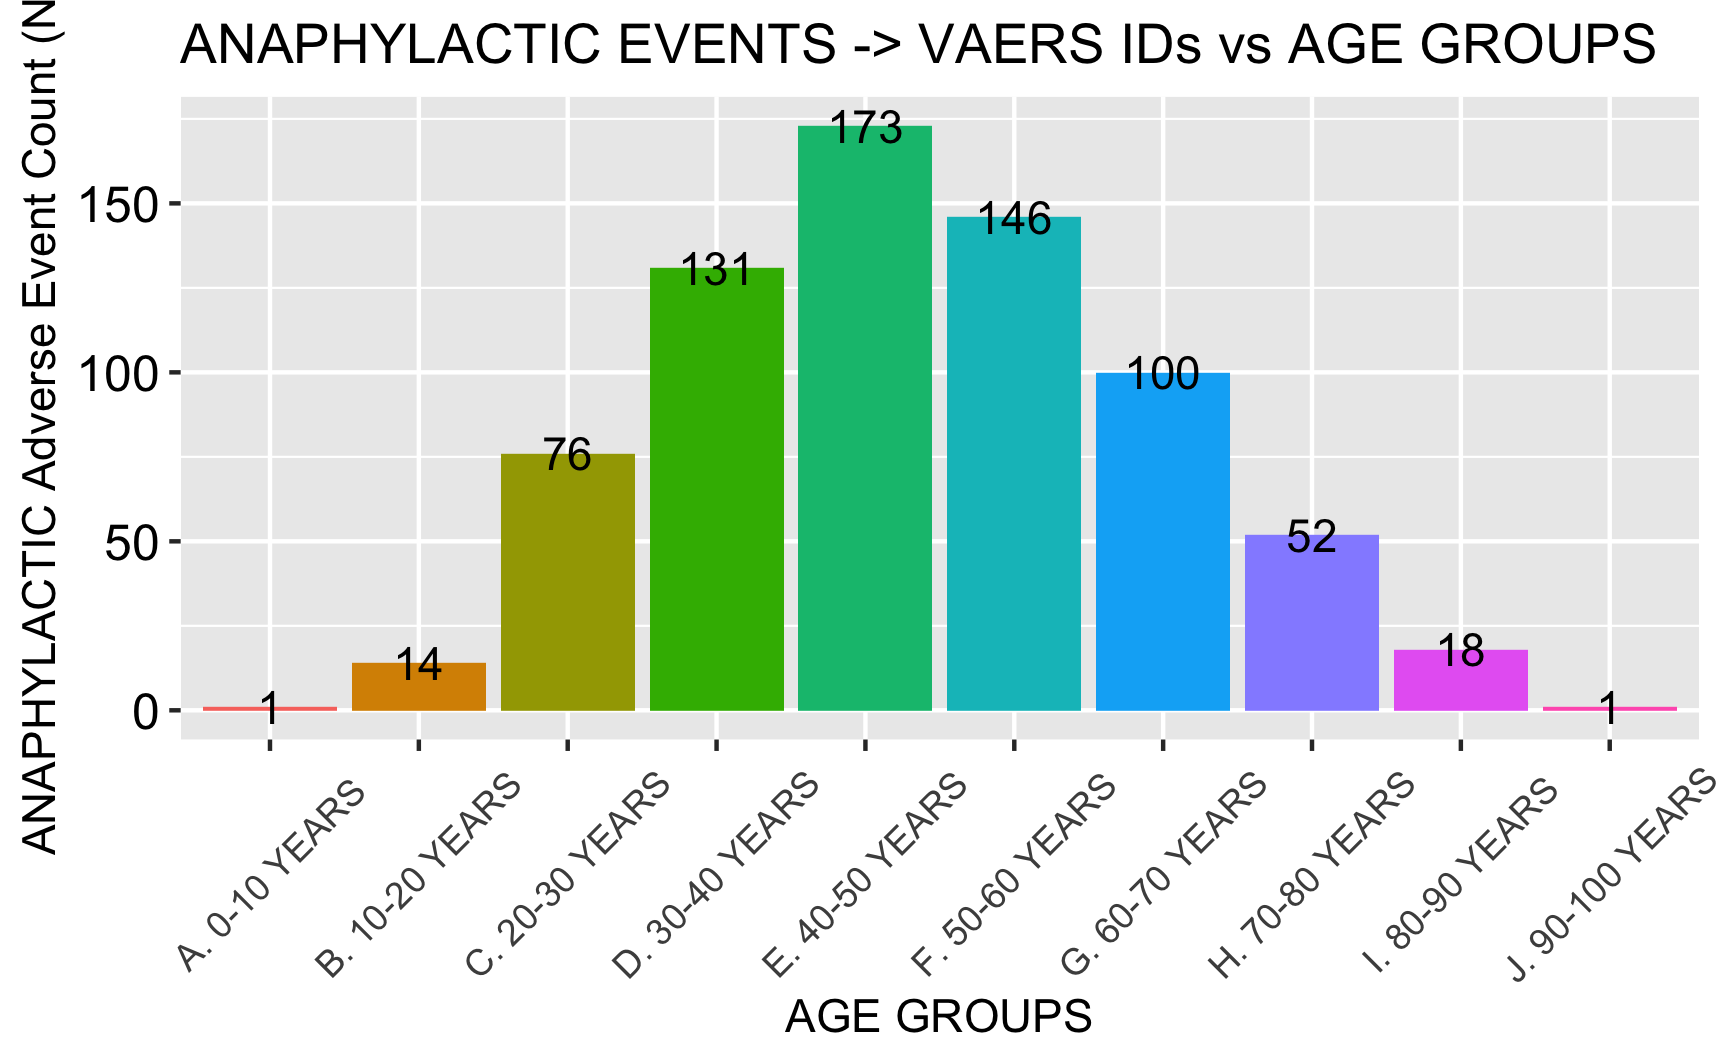 ANAPHYLACTIC EVENTS -> VAERS IDs vs AGE GROUPS
ANAPHYLACTIC Adverse Event Count (N
150
100
50
0
1
14
76
131
173
146
100
52
18
1
A. 0-10 YEARS
B. 10-20 YEARS
C. 20-30 YEARS
D. 30-40 YEARS
E. 40-50 YEARS
F. 50-60 YEARS
G. 60-70 YEARS
H. 70-80 YEARS
I. 80-90 YEARS
J. 90-100 YEARS
AGE GROUPS